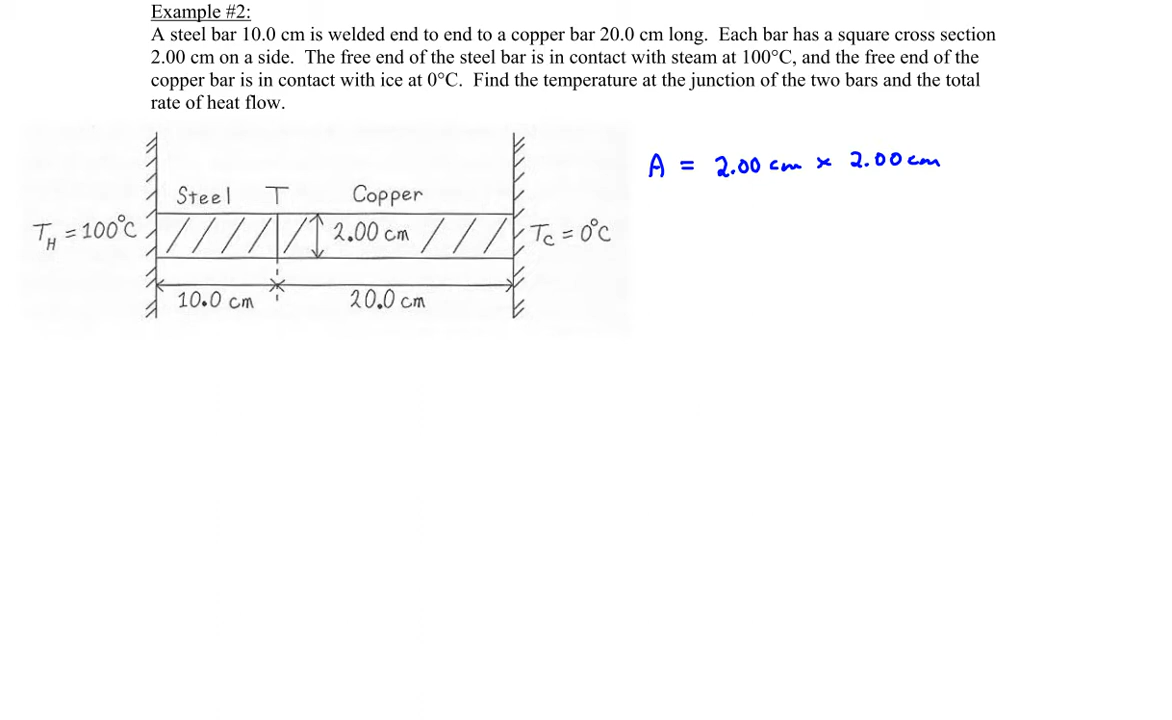 Example #2:
A steel bar 10.0 cm is welded end to end to a copper bar 20.0 cm long. Each bar has a square cross section
2.00 cm on a side. The free end of the steel bar is in contact with steam at 100°C, and the free end of the
copper bar is in contact with ice at 0°C. Find the temperature at the junction of the two bars and the total
rate of heat flow.
A = 2.00 cm × 2.00 cm
Steel T Copper
T_H = 100°C 2.00 cm T_C = 0°C
10.0 cm 20.0 cm